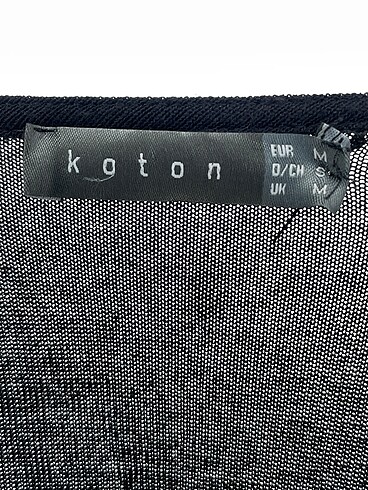 koton
EUR M
D/CH S
UK M